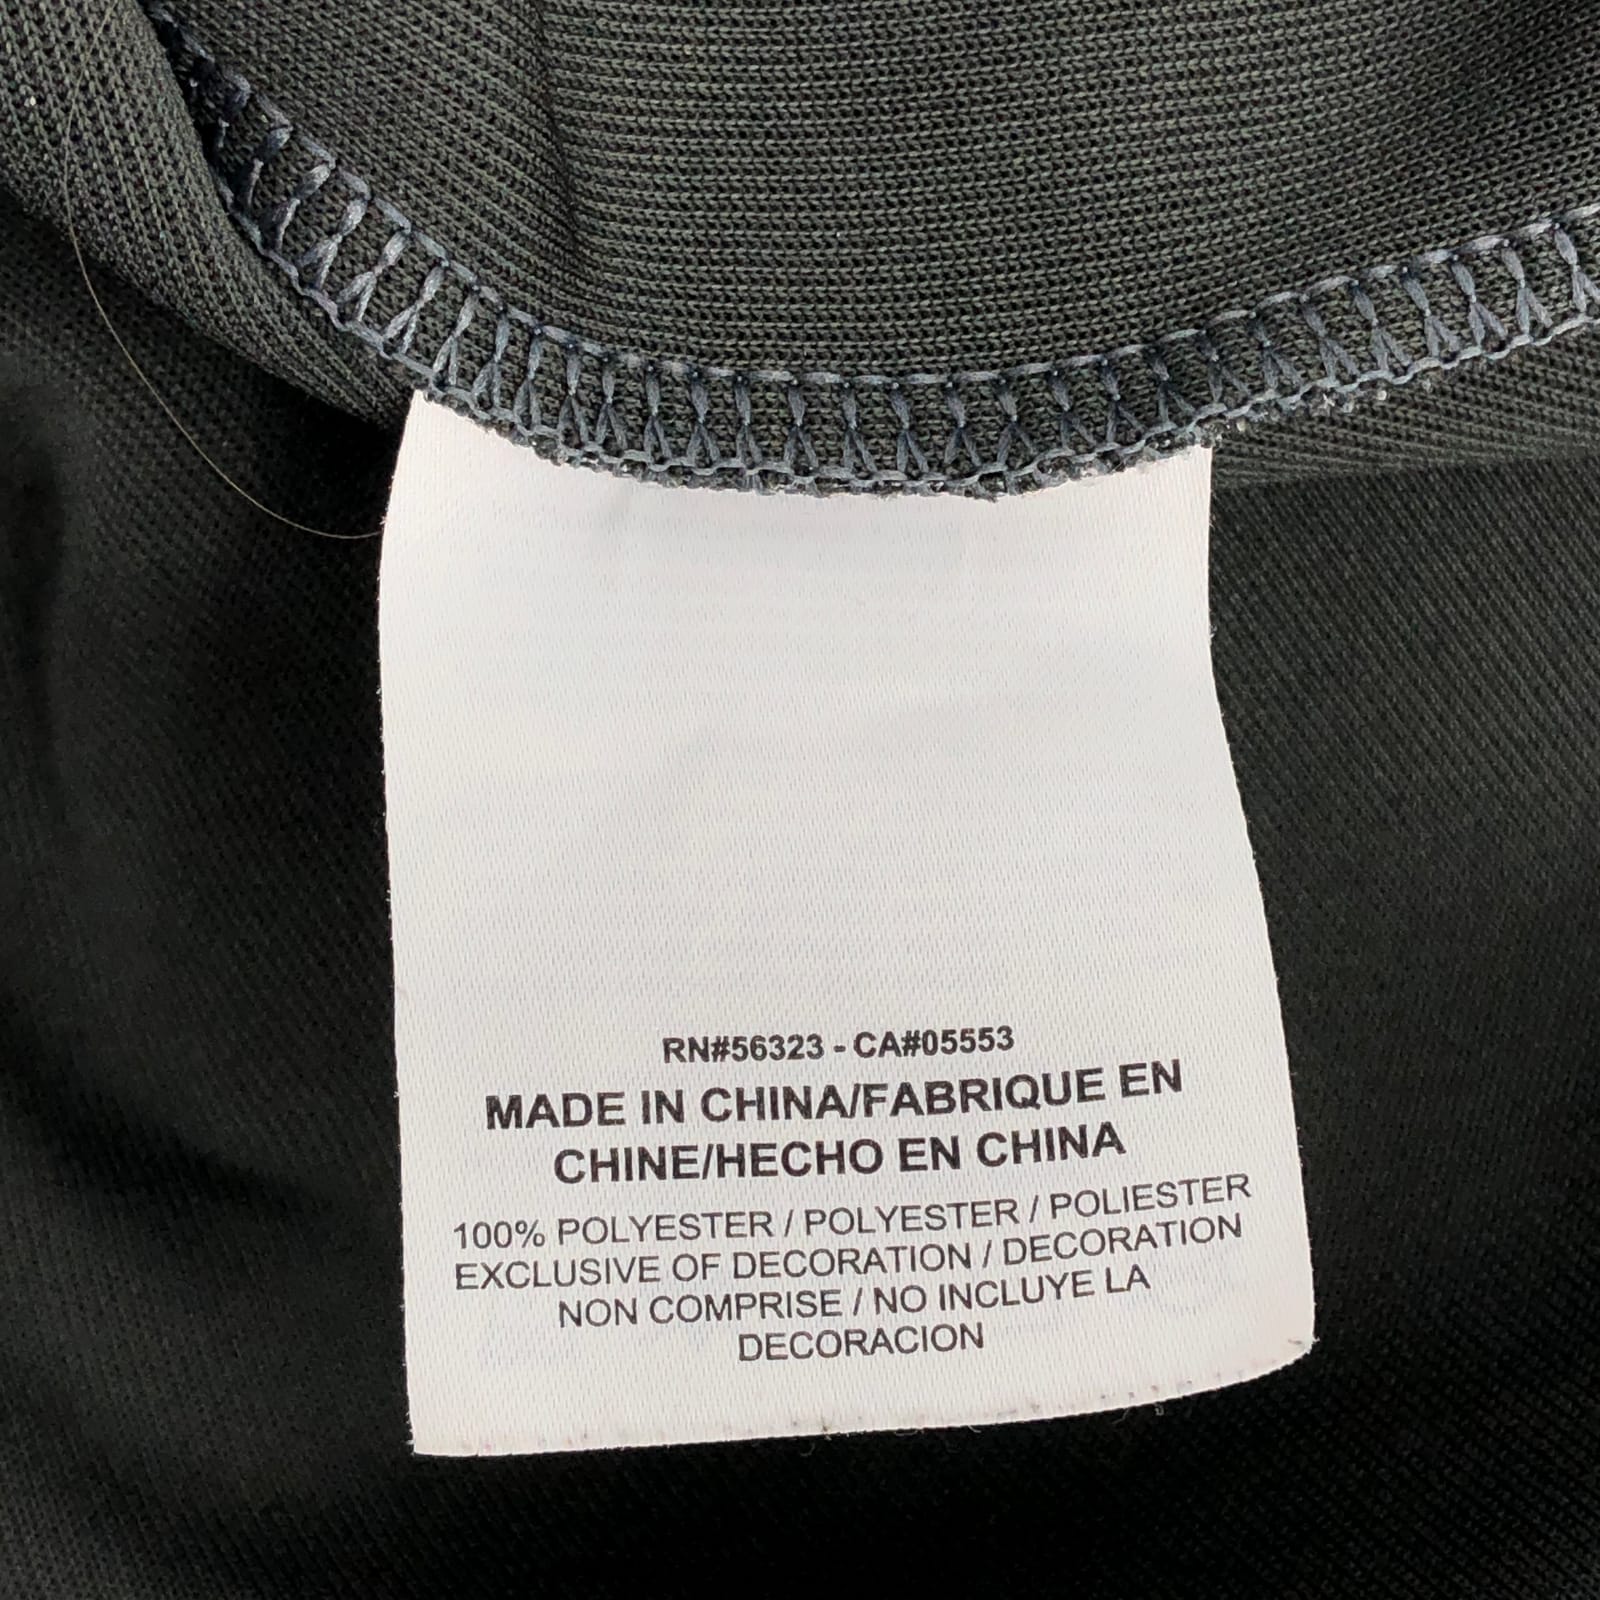 RN#56323 - CA#05553
MADE IN CHINA/FABRIQUE EN
CHINE/HECHO EN CHINA
100% POLYESTER / POLYESTER / POLIESTER
EXCLUSIVE OF DECORATION / DECORATION
NON COMPRISE / NO INCLUYE LA
DECORACION